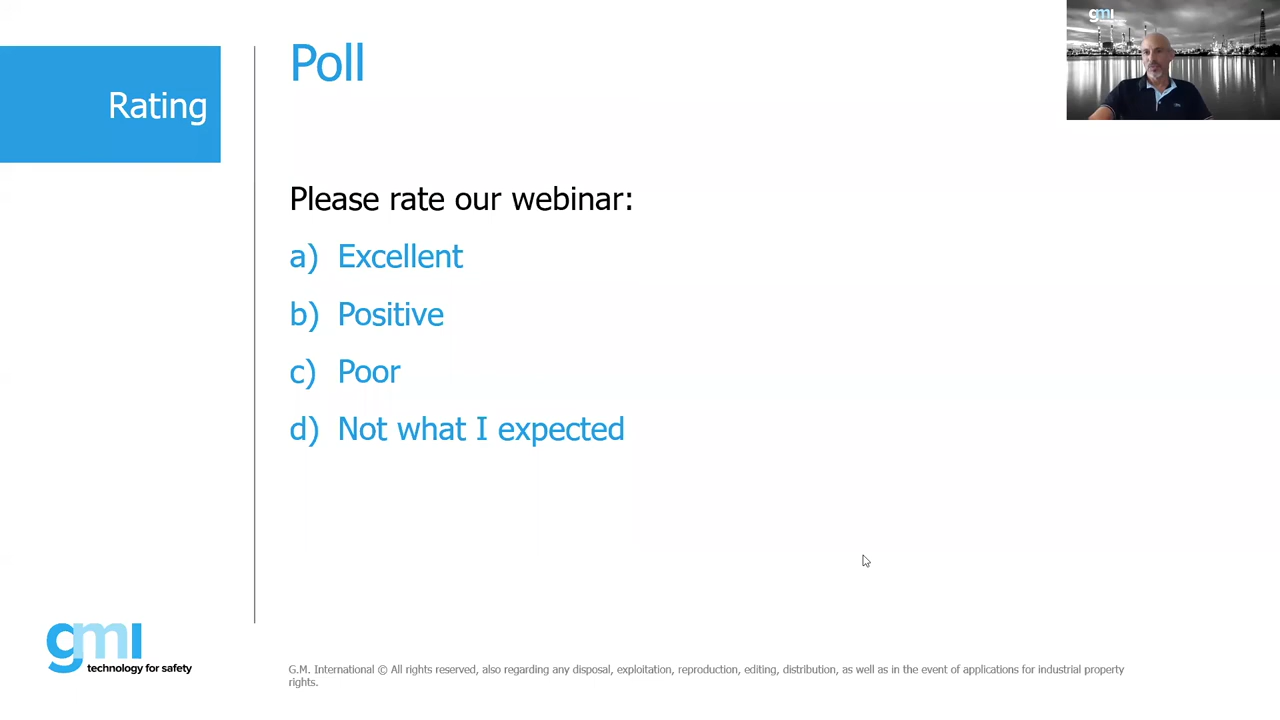 Poll
gmi
Rating
Please rate our webinar:
a) Excellent
b) Positive
c) Poor
d) Not what I expected
gmi
technology for safety
G.M. International © All rights reserved, also regarding any disposal, exploitation, reproduction, editing, distribution, as well as in the event of applications for industrial property
rights.